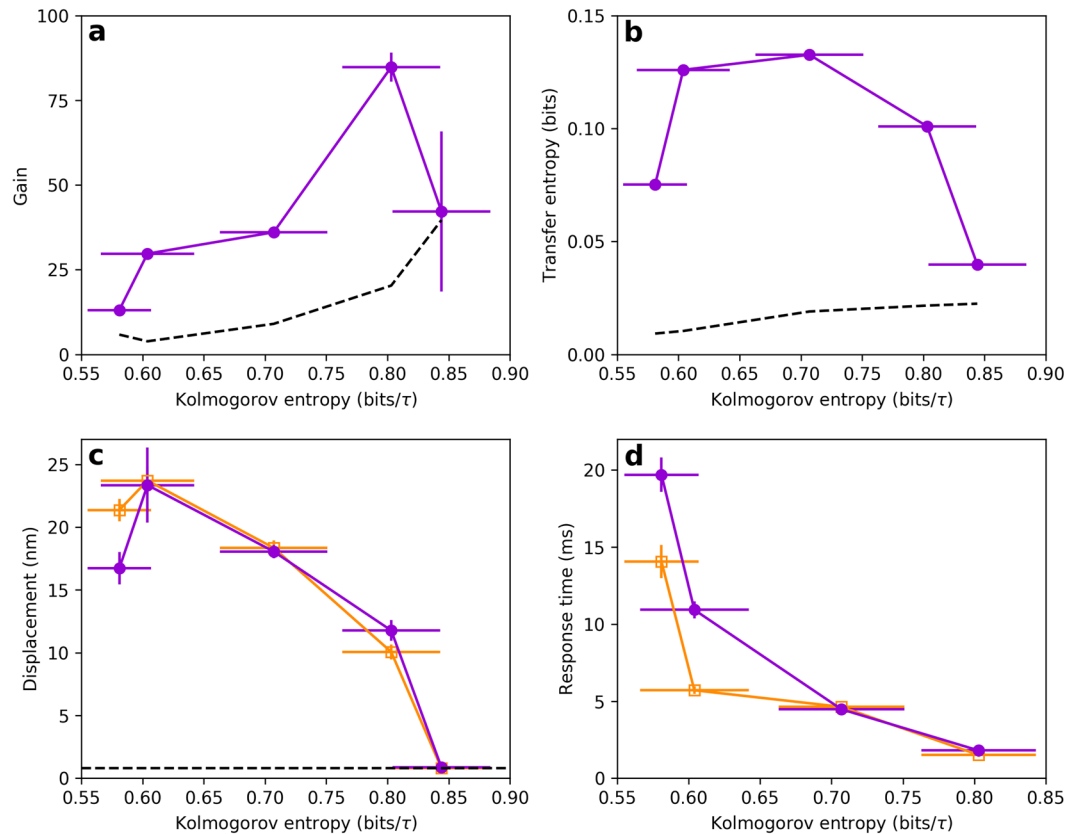 a
Gain
100
75
50
25
0
0.55 0.60 0.65 0.70 0.75 0.80 0.85 0.90
Kolmogorov entropy (bits/τ)
b
Transfer entropy (bits)
0.15
0.10
0.05
0.00
0.55 0.60 0.65 0.70 0.75 0.80 0.85 0.90
Kolmogorov entropy (bits/τ)
c
Displacement (nm)
25
20
15
10
5
0
0.55 0.60 0.65 0.70 0.75 0.80 0.85 0.90
Kolmogorov entropy (bits/τ)
d
Response time (ms)
20
15
10
5
0
0.55 0.60 0.65 0.70 0.75 0.80 0.85
Kolmogorov entropy (bits/τ)